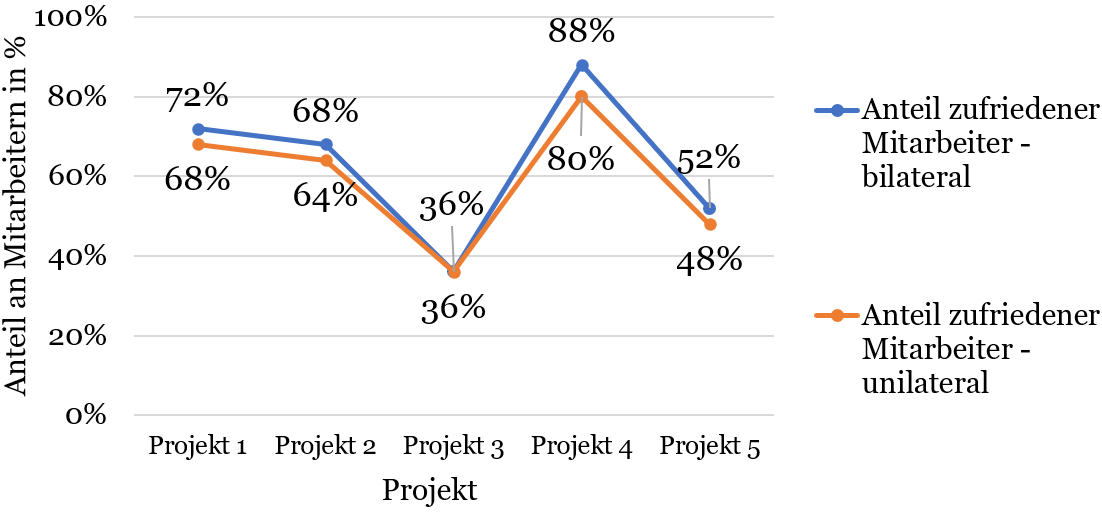 100%
80%
60%
40%
20%
0%
Anteil an Mitarbeitern in %
72%
68%
36%
88%
52%
68%
64%
36%
80%
48%
Projekt 1
Projekt 2
Projekt 3
Projekt 4
Projekt 5
Projekt
Anteil zufriedener
Mitarbeiter -
bilateral
Anteil zufriedener
Mitarbeiter -
unilateral